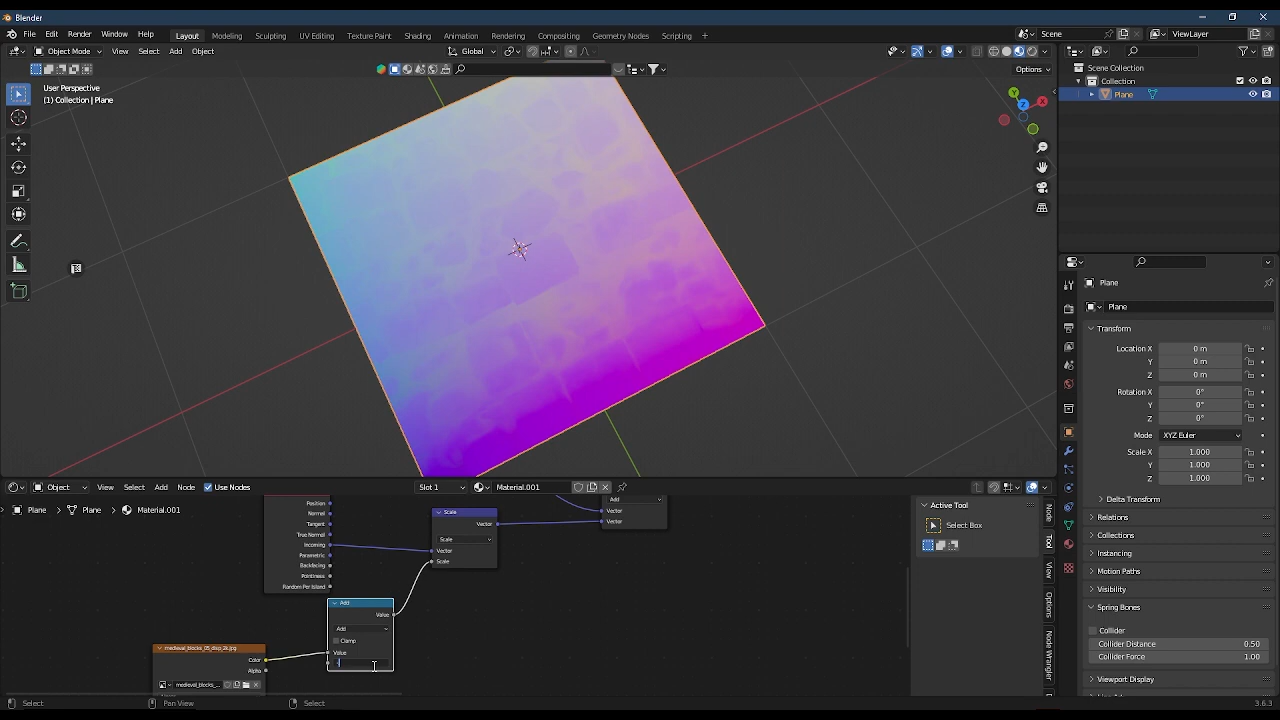 Blender
File Edit Render Window Help Layout Modeling Sculpting UV Editing Texture Paint Shading Animation Rendering Compositing Geometry Nodes Scripting + Scene ViewLayer
Object Mode View Select Add Object Global
Options
User Perspective
(1) Collection | Plane
Scene Collection
Collection
Plane
Y
X
Z
Plane
Plane
Transform
Location X 0 m
Y 0 m
Z 0 m
Rotation X 0°
Y 0°
Z 0°
Mode XYZ Euler
Scale X 1.000
Y 1.000
Z 1.000
Delta Transform
Relations
Collections
Instancing
Motion Paths
Visibility
Spring Bones
Collider
Collider Distance 0.50
Collider Force 1.00
Viewport Display
Object View Select Add Node Use Nodes Slot 1 Material.001
Plane > Plane > Material.001
Position
Normal
Tangent
True Normal
Incoming
Parametric
Backfacing
Pointiness
Random Per Island
Scale
Vector
Scale
Vector
Scale
Add
Vector
Vector
Add
Value
Add
Clamp
Value
medieval_blocks_05_disp_2k.jpg
Color
Alpha
medieval_blocks_...
Active Tool
Select Box
Node
Tool
View
Options
Node Wrangler
Select Pan View Select 3.6.3